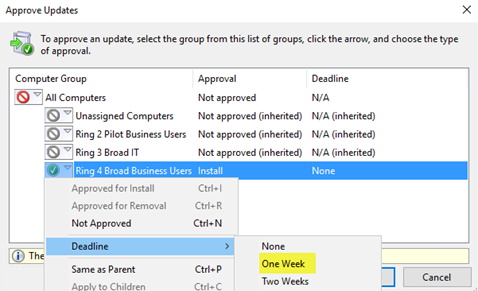 Approve Updates
To approve an update, select the group from this list of groups, click the arrow, and choose the type
of approval.
Computer Group Approval Deadline
All Computers Not approved N/A
Unassigned Computers Not approved (inherited) N/A (inherited)
Ring 2 Pilot Business Users Not approved (inherited) N/A (inherited)
Ring 3 Broad IT Not approved (inherited) N/A (inherited)
Ring 4 Broad Business Users Install None
Approved for Install Ctrl+I
Approved for Removal Ctrl+R
Not Approved Ctrl+N
Deadline
None
The
One Week
Same as Parent Ctrl+P
Two Weeks
Apply to Children Ctrl+C
Cancel